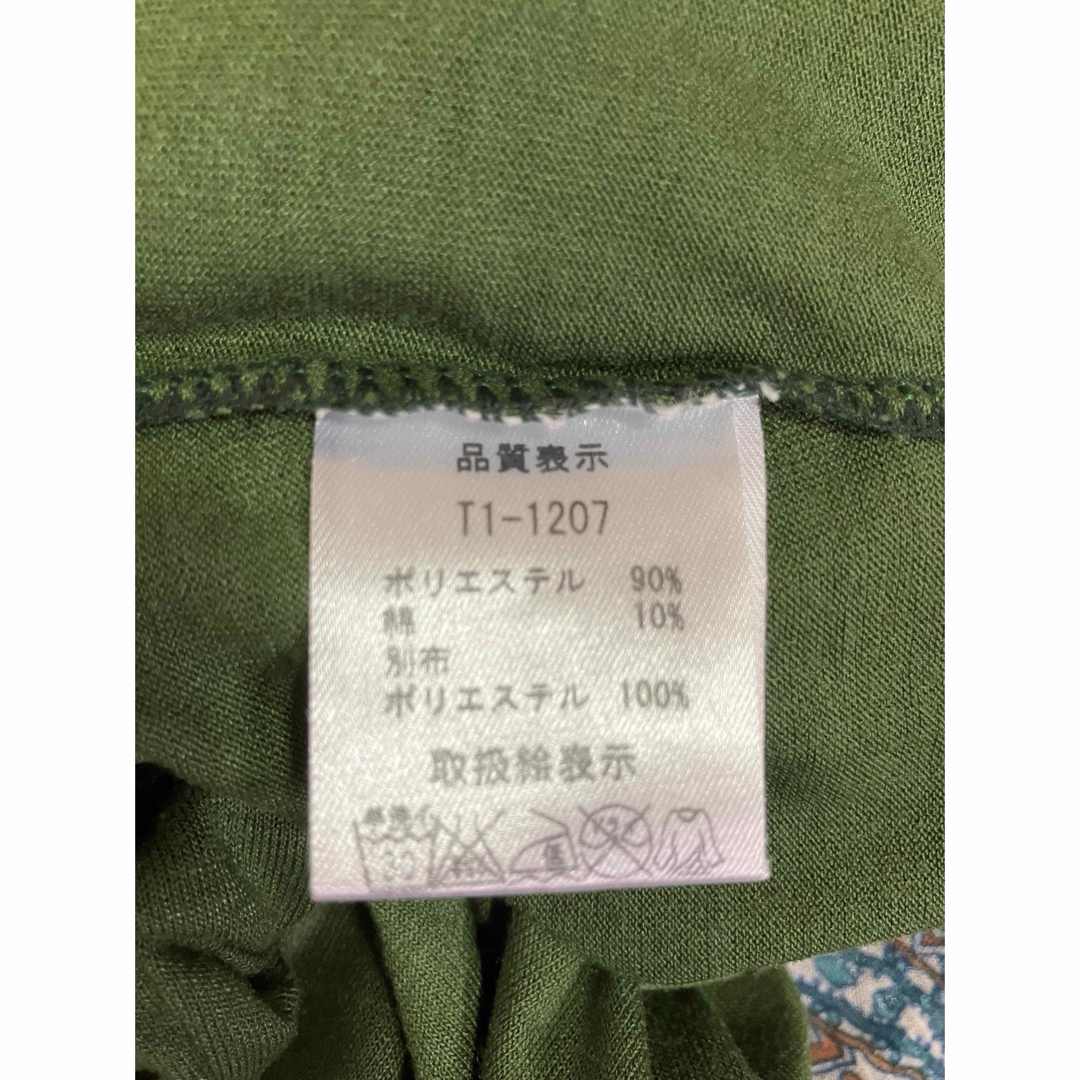 品質表示
T1-1207
ポリエステル 90%
綿 10%
別布
ポリエステル 100%
取扱絵表示
30